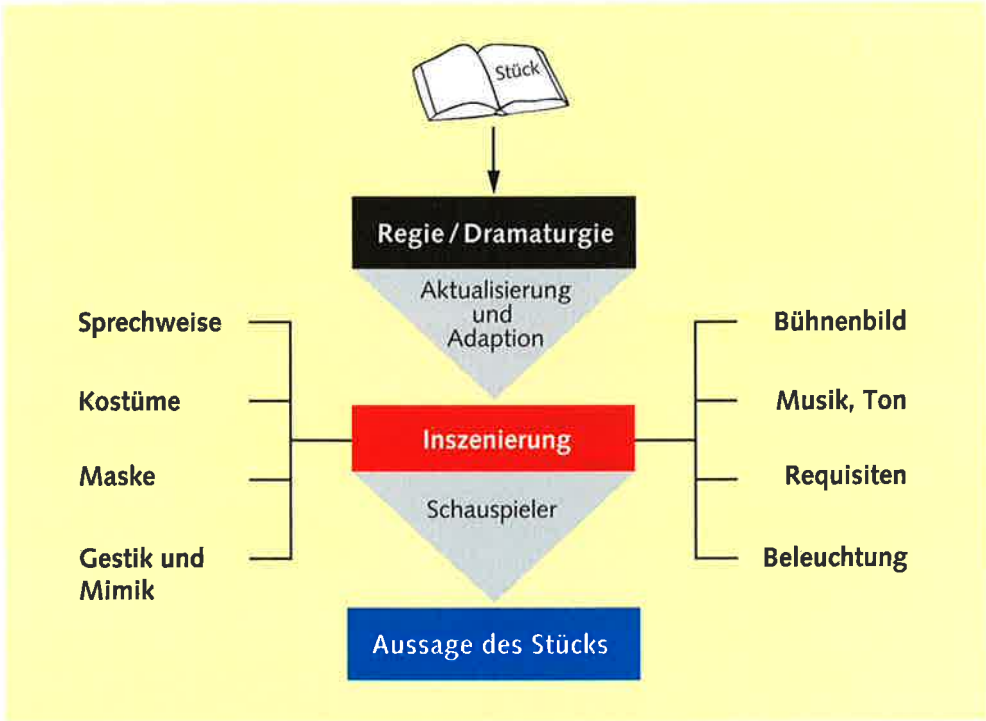 Stück
Regie / Dramaturgie
Aktualisierung
und
Adaption
Sprechweise
Kostüme
Maske
Gestik und
Mimik
Inszenierung
Bühnenbild
Musik, Ton
Requisiten
Beleuchtung
Schauspieler
Aussage des Stücks